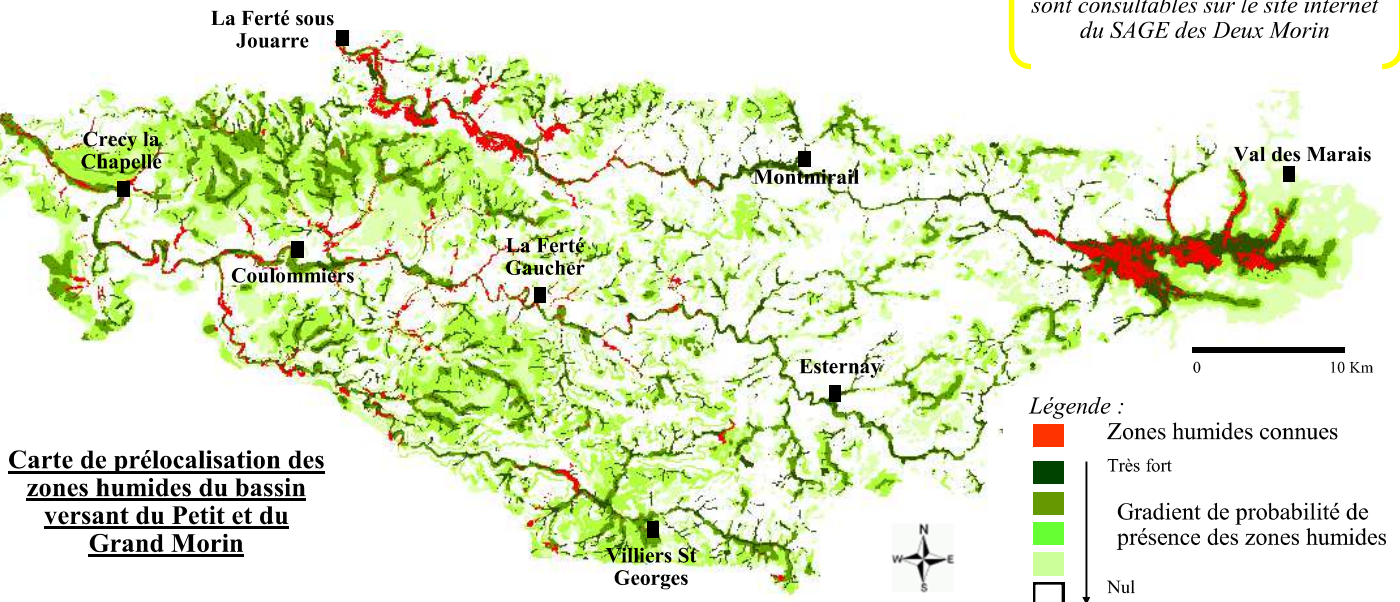 sont consultables sur le site internet
du SAGE des Deux Morin
La Ferté sous
Jouarre
Crecy la
Chapelle
Montmirail
Val des Marais
Coulommiers
La Ferté
Gaucher
Esternay
Villiers St
Georges
0 10 Km
Légende :
Zones humides connues
Très fort
Gradient de probabilité de
présence des zones humides
Nul
Carte de prélocalisation des
zones humides du bassin
versant du Petit et du
Grand Morin
N
W E
S